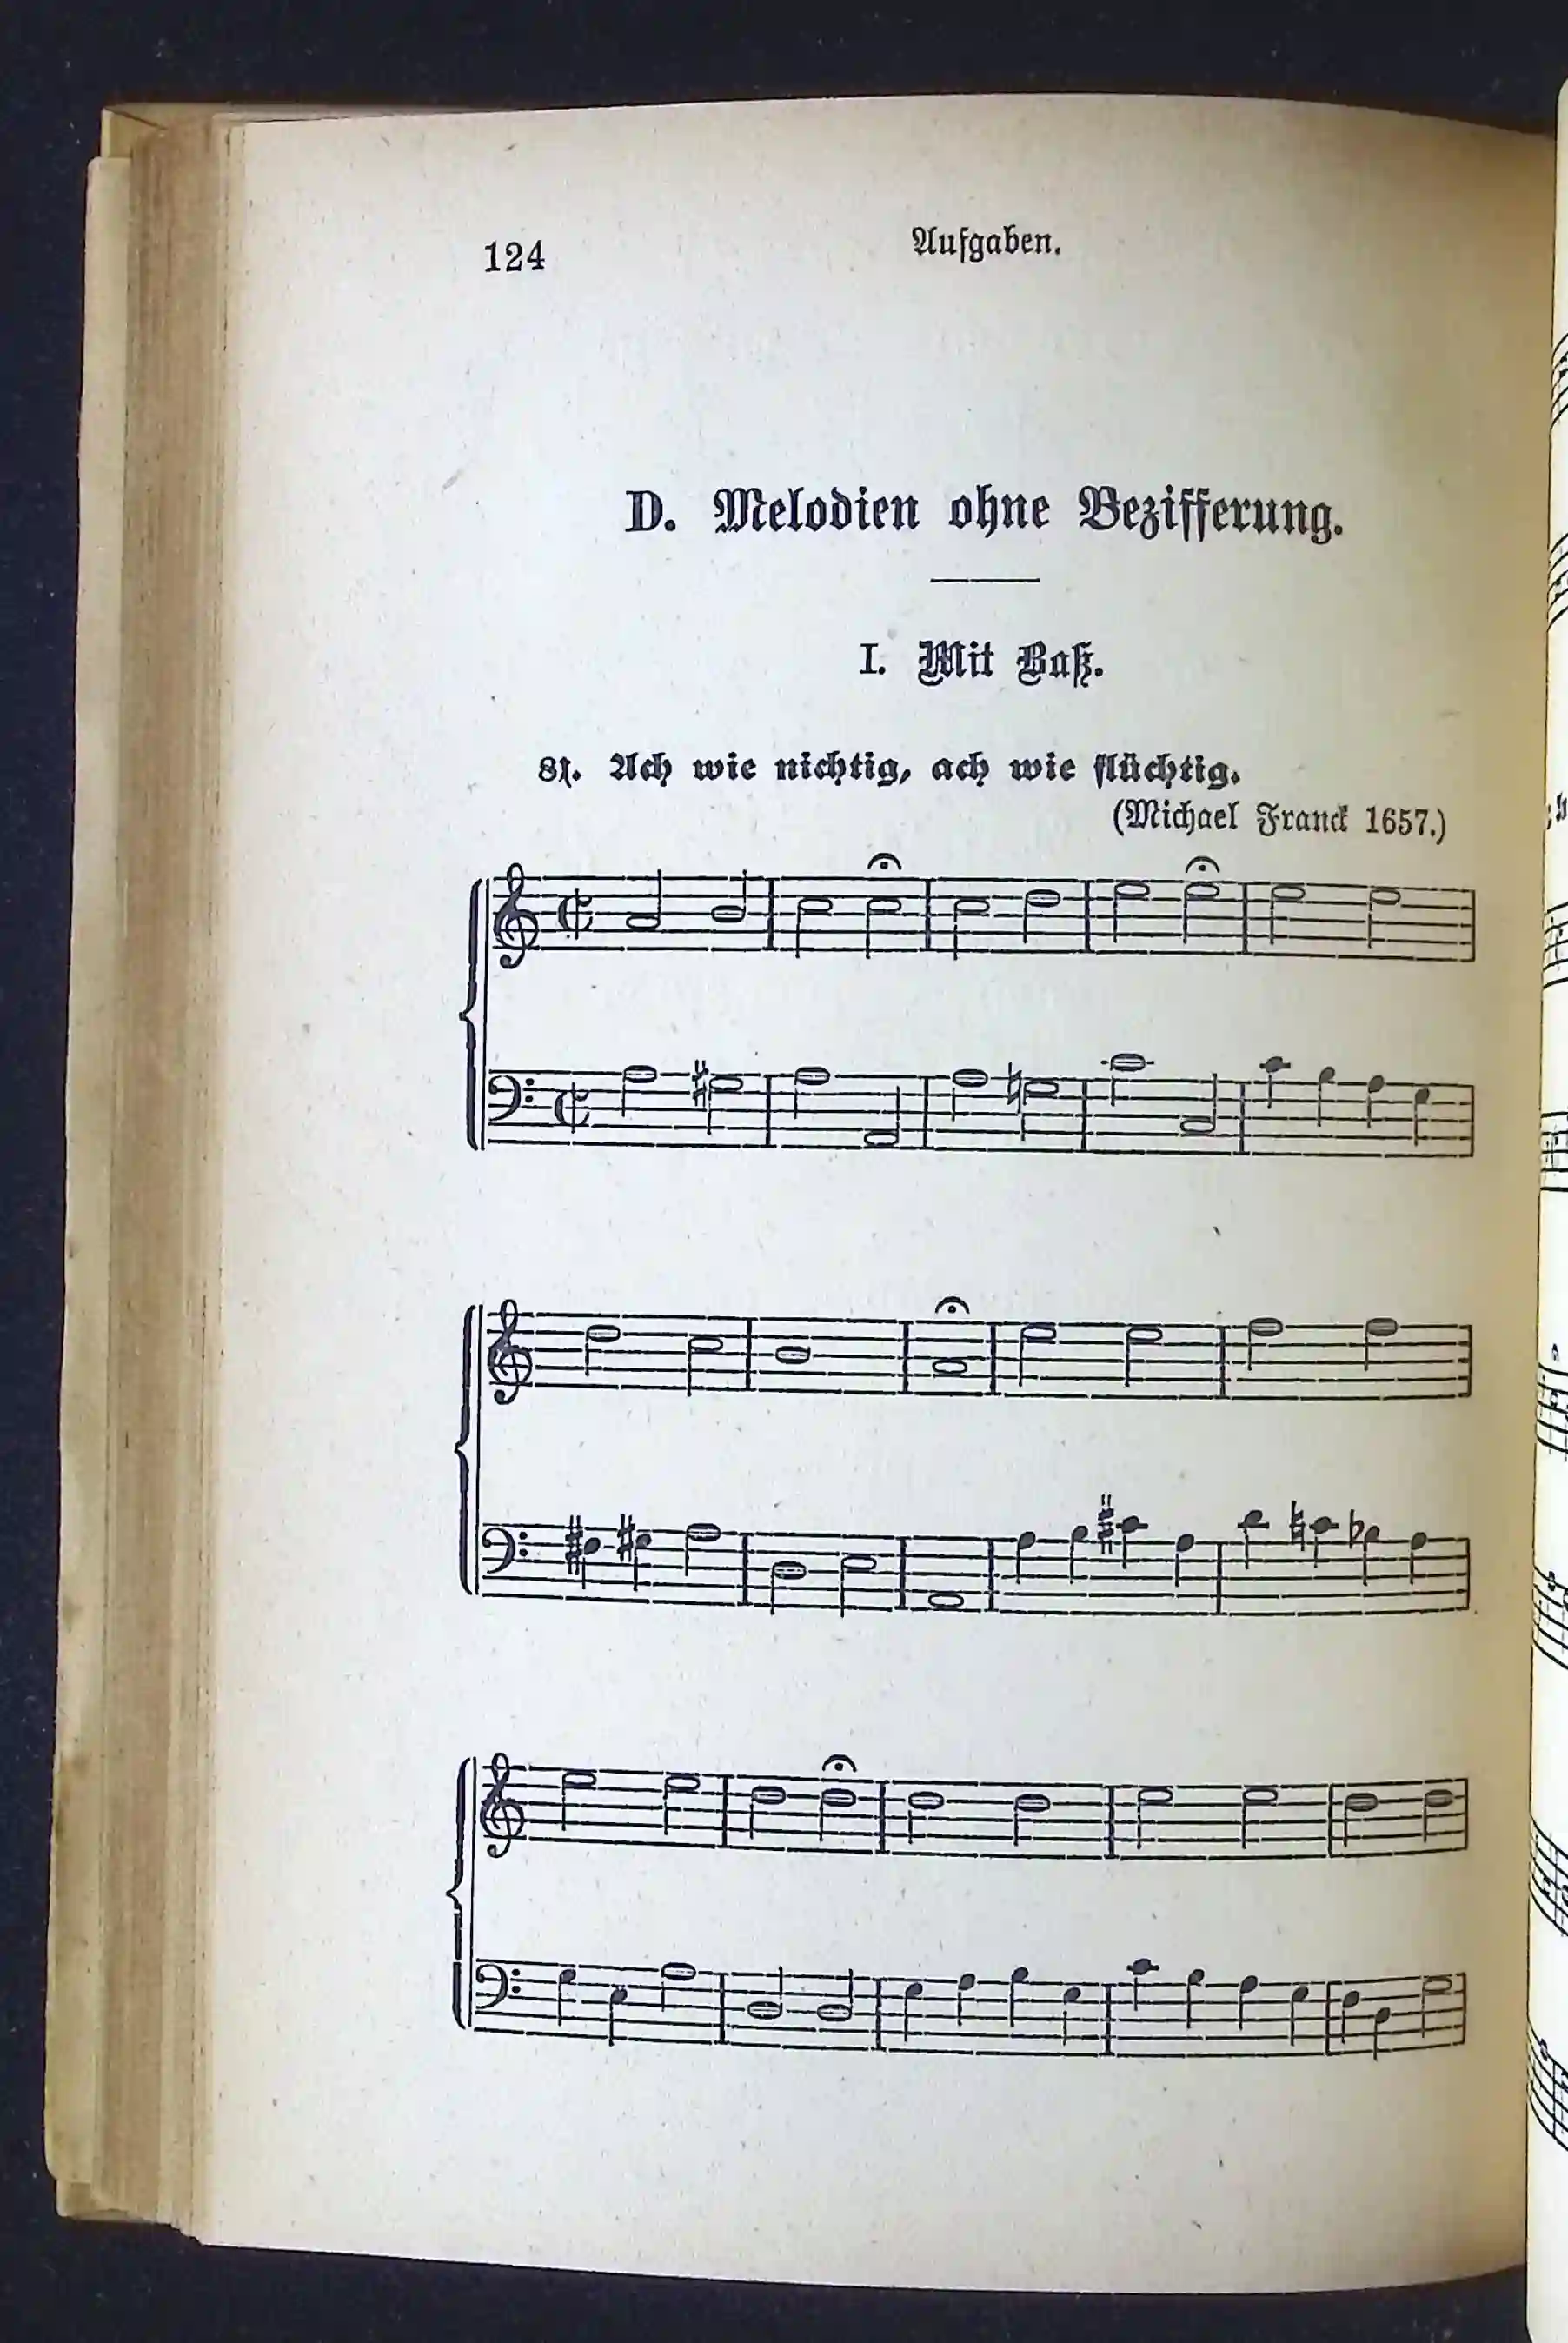 124
Aufgaben.
D. Melodien ohne Bezifferung.
I. Mit Baß.
81. Ach wie nichtig, ach wie flüchtig.
(Michael Franck 1657.)